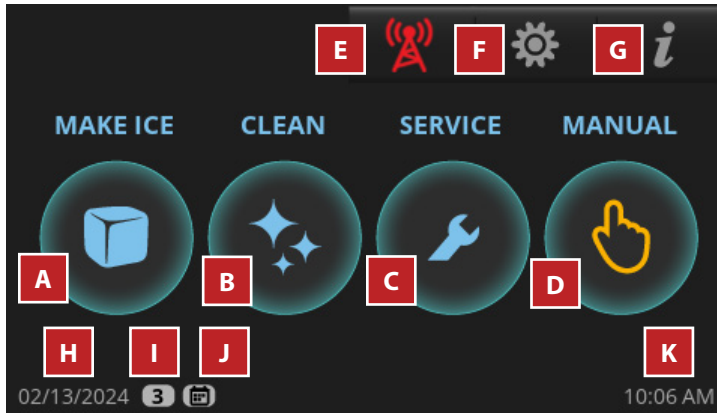 E F G i
MAKE ICE CLEAN SERVICE MANUAL
A B C D
H I J K
02/13/2024 3 10:06 AM